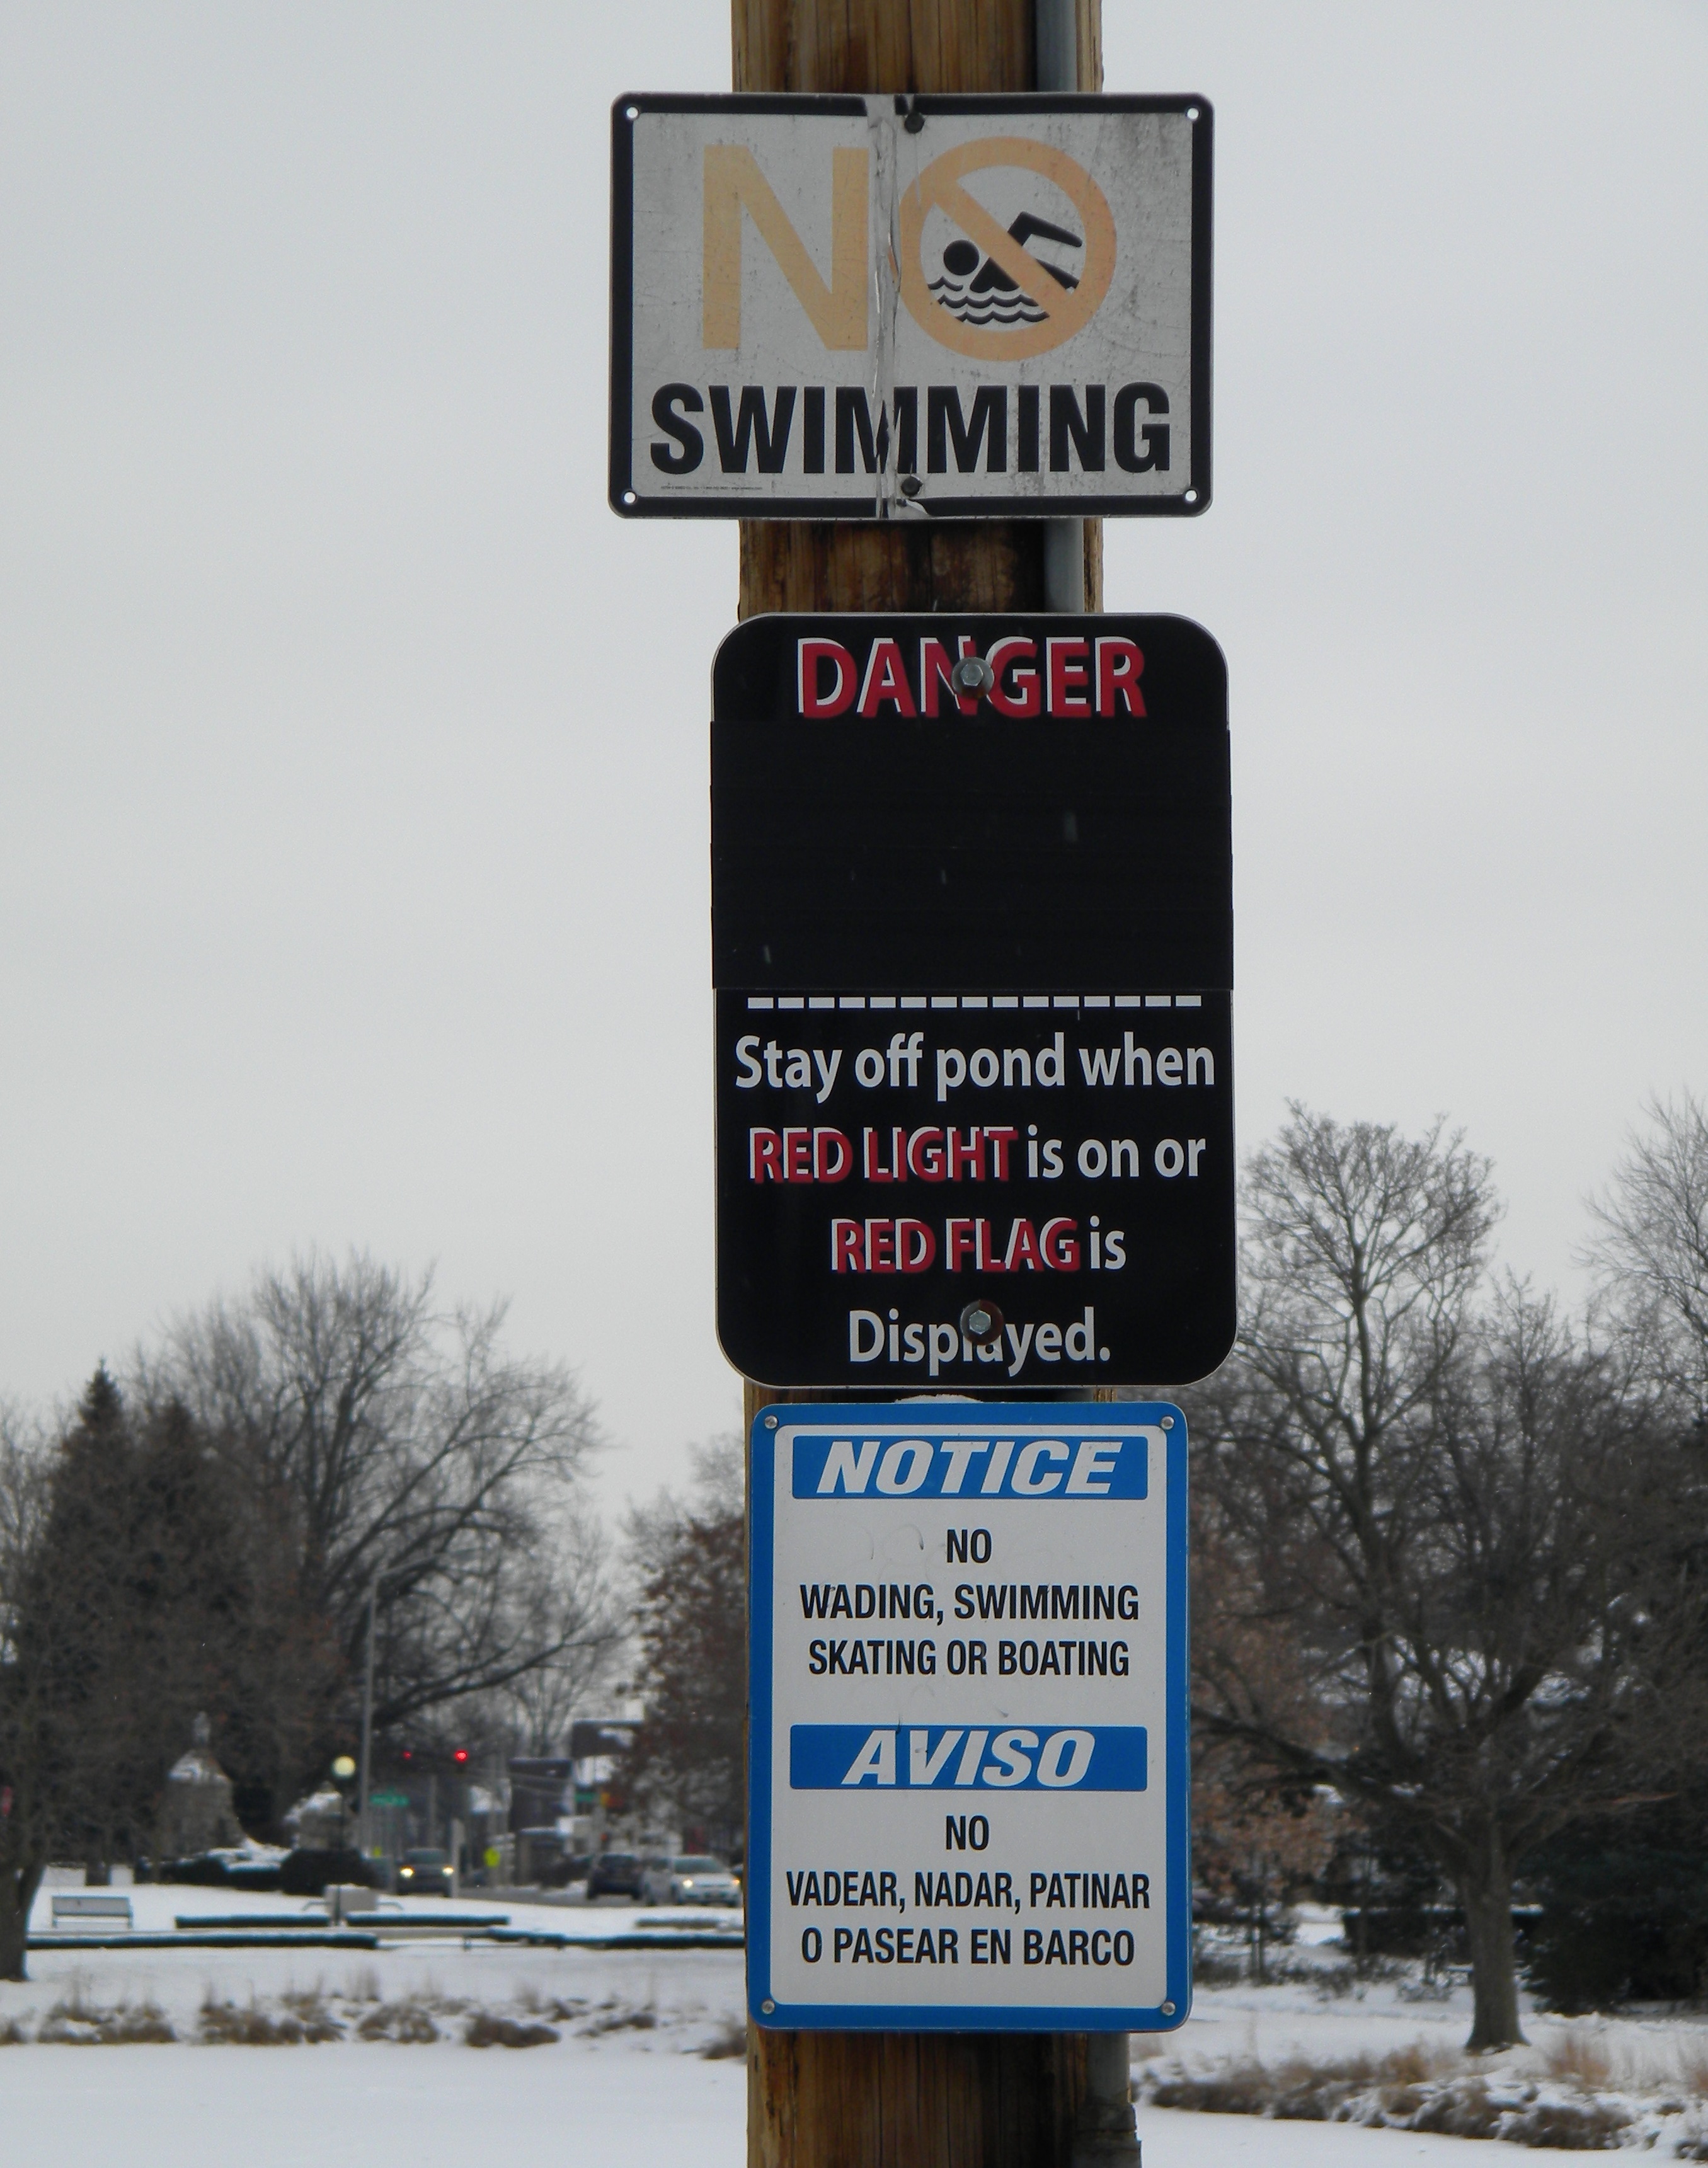 NO
SWIMMING
DANGER
Stay off pond when
RED LIGHT is on or
RED FLAG is
Displayed.
NOTICE
NO
WADING, SWIMMING
SKATING OR BOATING
AVISO
NO
VADEAR, NADAR, PATINAR
O PASEAR EN BARCO